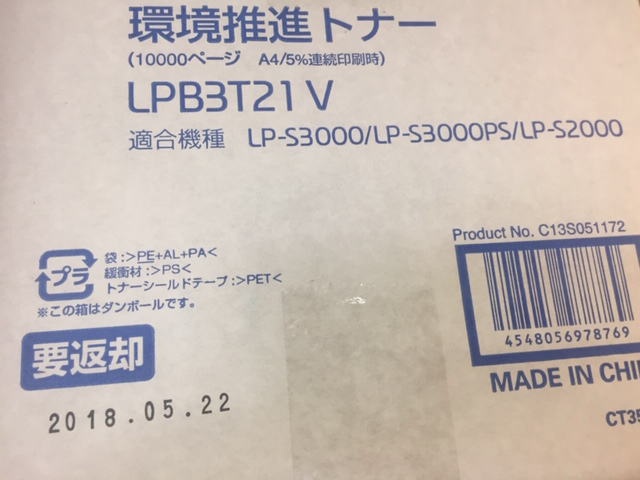 環境推進トナー
(10000ページ A4/5%連続印刷時)
LPB3T21V
適合機種 LP-S3000/LP-S3000PS/LP-S2000
Product No. C13S051172
プラ
袋:>PE+AL+PA<
緩衝材:>PS<
トナーシールドテープ:>PET<
※この箱はダンボールです。
4548056978769
要返却
MADE IN CHI
2018.05.22
CT35